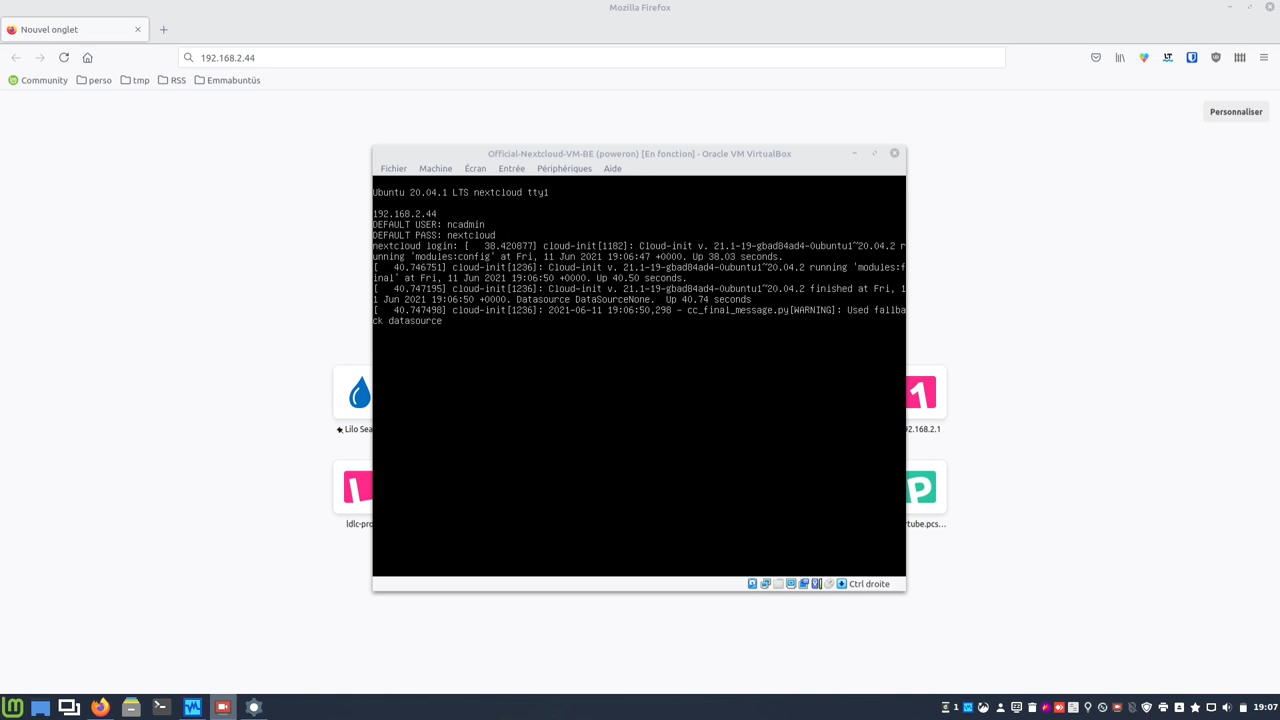 Mozilla Firefox
Nouvel onglet
192.168.2.44
Community perso tmp RSS Emmabuntüs
Personnaliser
Official-Nextcloud-VM-BE (poweron) [En fonction] - Oracle VM VirtualBox
Fichier Machine Écran Entrée Périphériques Aide
Ubuntu 20.04.1 LTS nextcloud tty1
192.168.2.44
DEFAULT USER: ncadmin
DEFAULT PASS: nextcloud
nextcloud login: [   38.420877] cloud-init[1182]: Cloud-init v. 21.1-19-gbad84ad4-0ubuntu1~20.04.2 r
unning 'modules:config' at Fri, 11 Jun 2021 19:06:47 +0000. Up 38.03 seconds.
[   40.746751] cloud-init[1236]: Cloud-init v. 21.1-19-gbad84ad4-0ubuntu1~20.04.2 running 'modules:f
inal' at Fri, 11 Jun 2021 19:06:50 +0000. Up 40.50 seconds.
[   40.747195] cloud-init[1236]: Cloud-init v. 21.1-19-gbad84ad4-0ubuntu1~20.04.2 finished at Fri, 1
1 Jun 2021 19:06:50 +0000. Datasource DataSourceNone.  Up 40.74 seconds
[   40.747498] cloud-init[1236]: 2021-06-11 19:06:50,298 - cc_final_message.py[WARNING]: Used fallba
ck datasource
1
Lilo Sea
92.168.2.1
L
P
ldlc-pro
rtube.pcs...
Ctrl droite
1
19:07